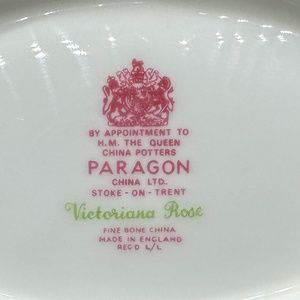 BY APPOINTMENT TO
H.M. THE QUEEN
CHINA POTTERS
PARAGON
CHINA LTD.
STOKE-ON-TRENT
Victoriana Rose
FINE BONE CHINA
MADE IN ENGLAND
REG'D L/L